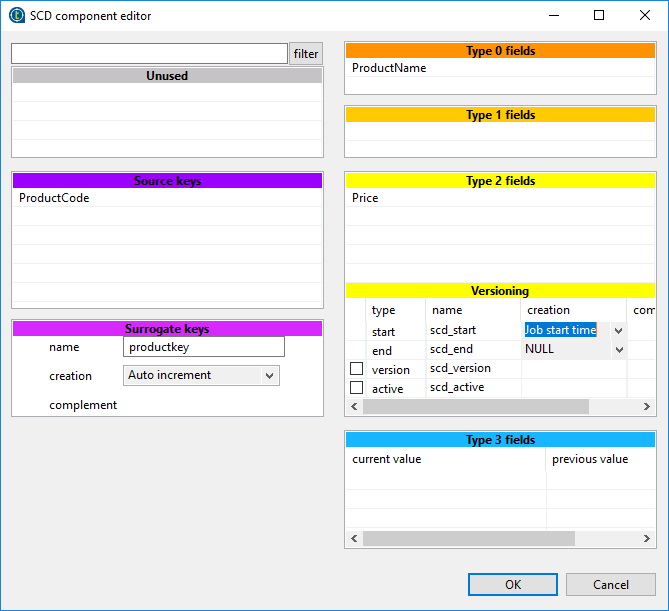 SCD component editor
filter
Unused
Source keys
ProductCode
Surrogate keys
name productkey
creation Auto increment
complement
Type 0 fields
ProductName
Type 1 fields
Type 2 fields
Price
Versioning
type name creation com
start scd_start Job start time
end scd_end NULL
version scd_version
active scd_active
Type 3 fields
current value previous value
OK Cancel